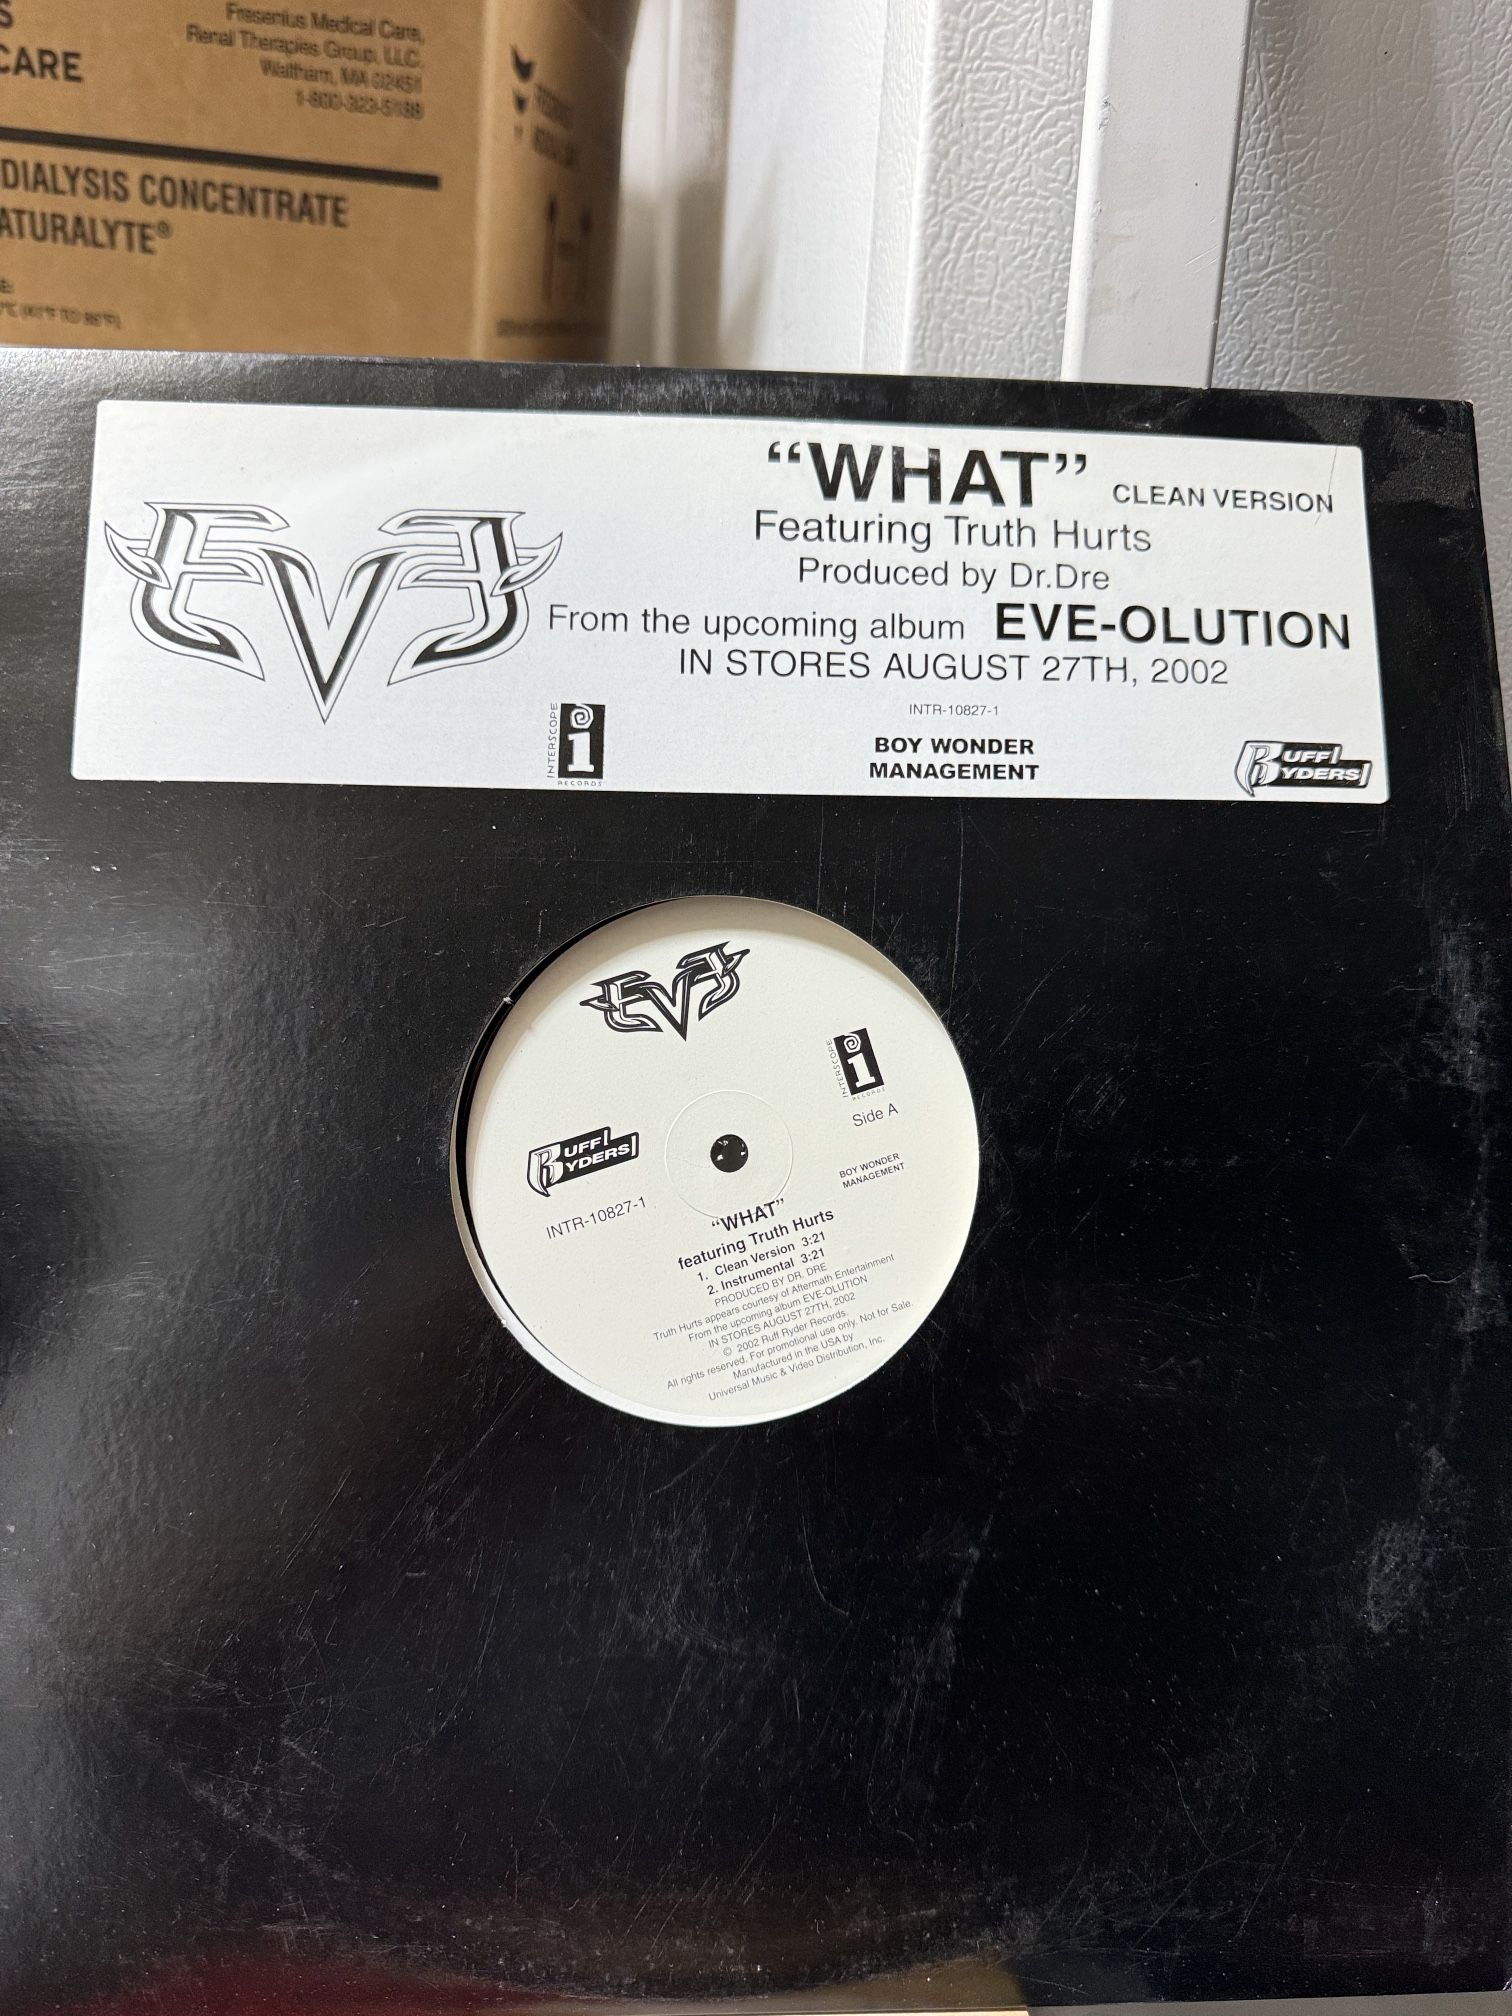 S
CARE
Fresenius Medical Care,
Renal Therapies Group, LLC.
Waltham, MA 02451
1-800-323-5188
DIALYSIS CONCENTRATE
ATURALYTE®
EVE
"WHAT" CLEAN VERSION
Featuring Truth Hurts
Produced by Dr.Dre
From the upcoming album EVE-OLUTION
IN STORES AUGUST 27TH, 2002
INTR-10827-1
INTERSCOPE
i
RECORDS
BOY WONDER
MANAGEMENT
RUFF
RYDERS
EVE
INTERSCOPE
i
RECORDS
Side A
BOY WONDER
MANAGEMENT
RUFF
RYDERS
INTR-10827-1
"WHAT"
featuring Truth Hurts
1. Clean Version 3:21
2. Instrumental 3:21
PRODUCED BY DR. DRE
Truth Hurts appears courtesy of Aftermath Entertainment
From the upcoming album EVE-OLUTION
IN STORES AUGUST 27TH, 2002
© 2002 Ruff Ryder Records.
All rights reserved. For promotional use only. Not for Sale.
Manufactured in the USA by
Universal Music & Video Distribution, Inc.